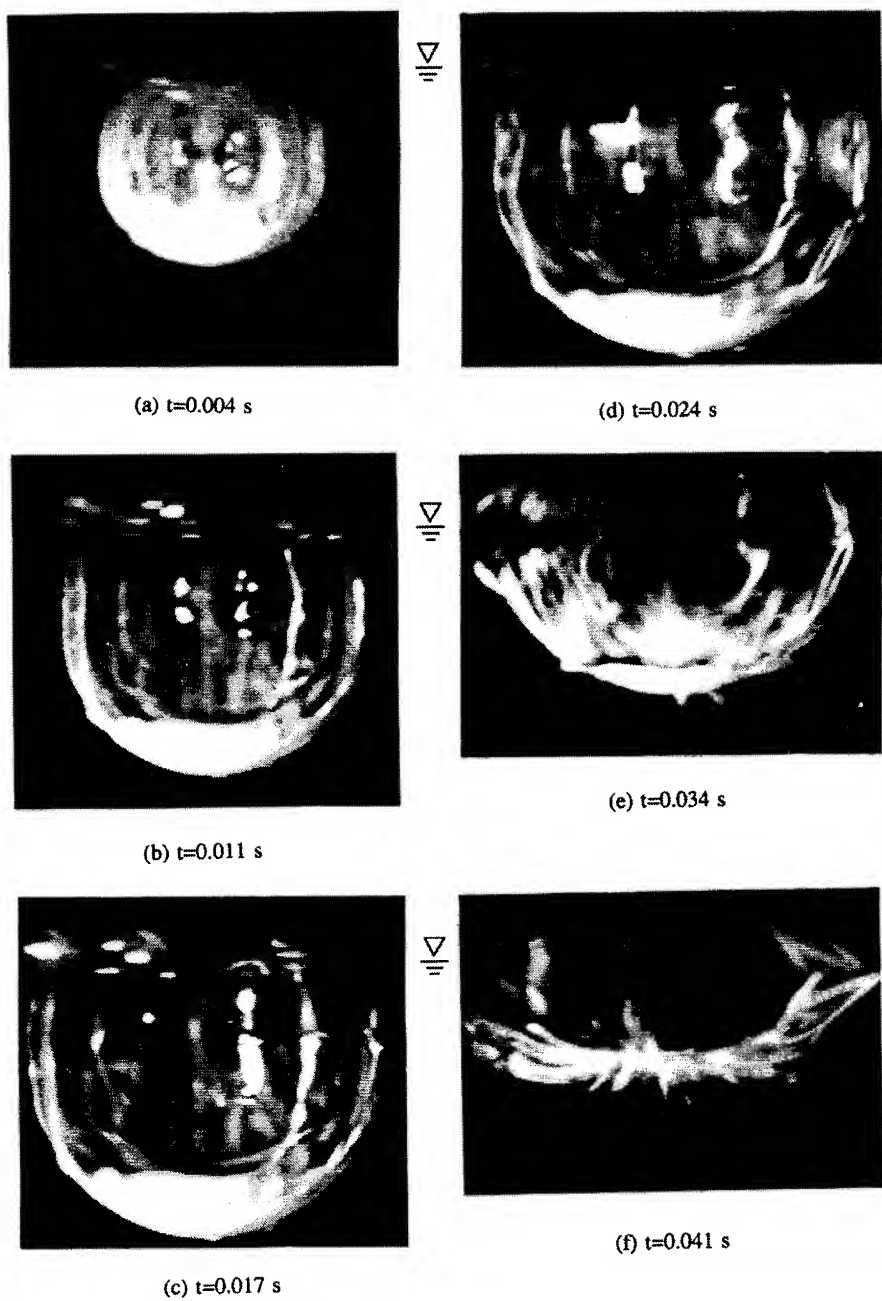 (a) t=0.004 s
(b) t=0.011 s
(c) t=0.017 s
(d) t=0.024 s
(e) t=0.034 s
(f) t=0.041 s